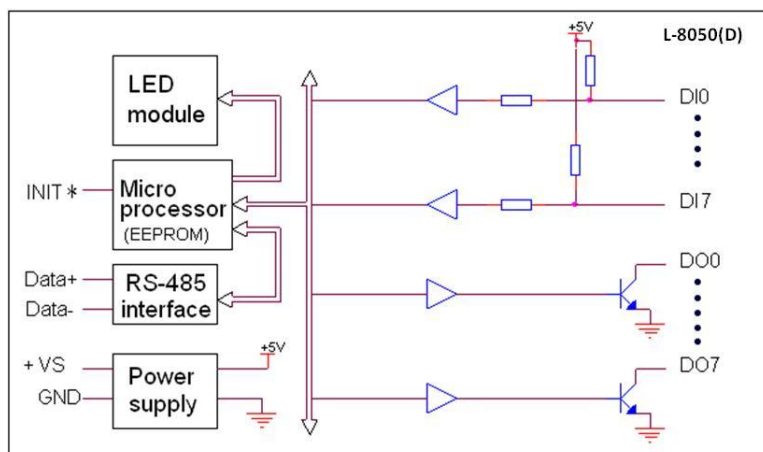 L-8050(D)
+5V
LED
module
DI0
INIT *
Micro
processor
(EEPROM)
DI7
Data+
Data-
RS-485
interface
DO0
+ VS
GND
Power
supply
+5V
DO7